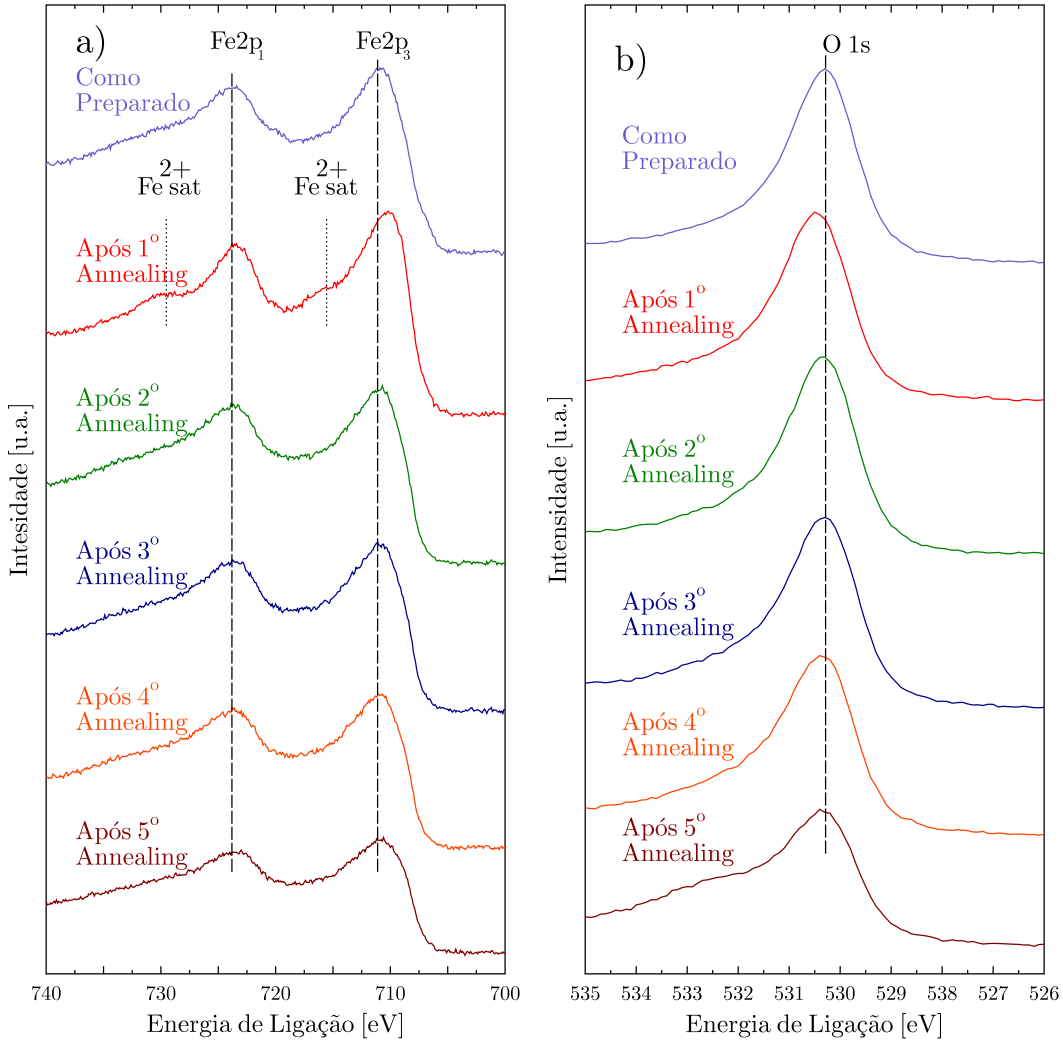 a)
Fe2p1
Fe2p3
Como
Preparado
2+
Fe sat
2+
Fe sat
Após 1º
Annealing
Após 2º
Annealing
Após 3º
Annealing
Após 4º
Annealing
Após 5º
Annealing
Intesidade [u.a.]
740
730
720
710
700
Energia de Ligação [eV]
b)
O 1s
Como
Preparado
Após 1º
Annealing
Após 2º
Annealing
Após 3º
Annealing
Após 4º
Annealing
Após 5º
Annealing
Intensidade [u.a.]
535
534
533
532
531
530
529
538
527
526
Energia de Ligação [eV]